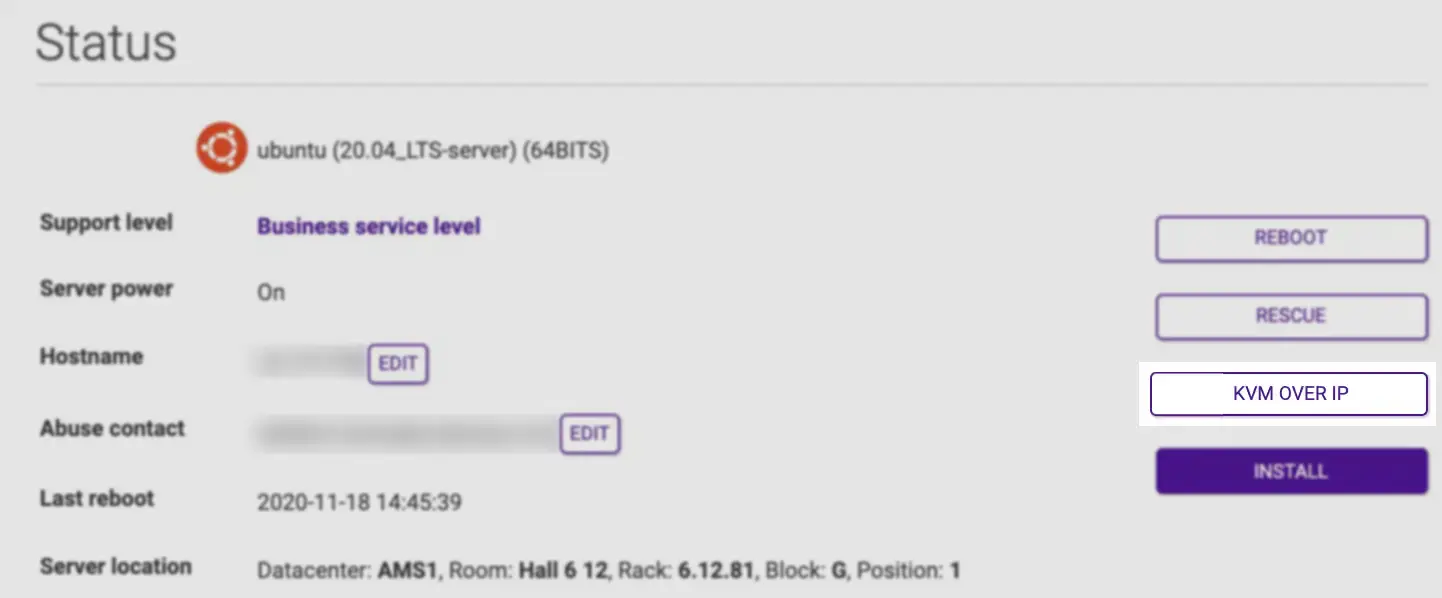 Status
ubuntu (20.04_LTS-server) (64BITS)
Support level
Business service level
REBOOT
Server power
On
RESCUE
Hostname
EDIT
KVM OVER IP
Abuse contact
EDIT
INSTALL
Last reboot
2020-11-18 14:45:39
Server location
Datacenter: AMS1, Room: Hall 6 12, Rack: 6.12.81, Block: G, Position: 1